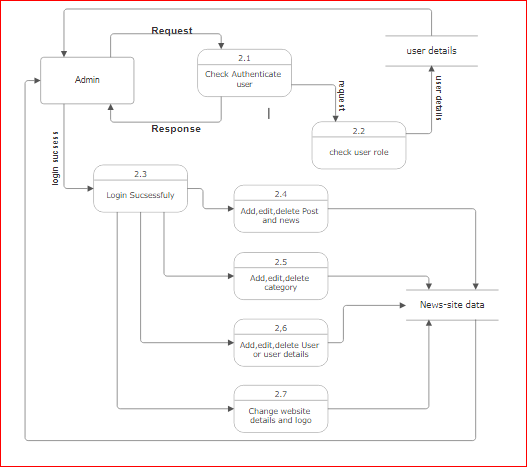 Request
2.1
Check Authenticate
user
user details
Admin
Response
request
user details
2.2
check user role
login sucsess
2.3
Login Sucsessfuly
2.4
Add,edit,delete Post
and news
2.5
Add,edit,delete
category
News-site data
2,6
Add,edit,delete User
or user details
2.7
Change website
details and logo